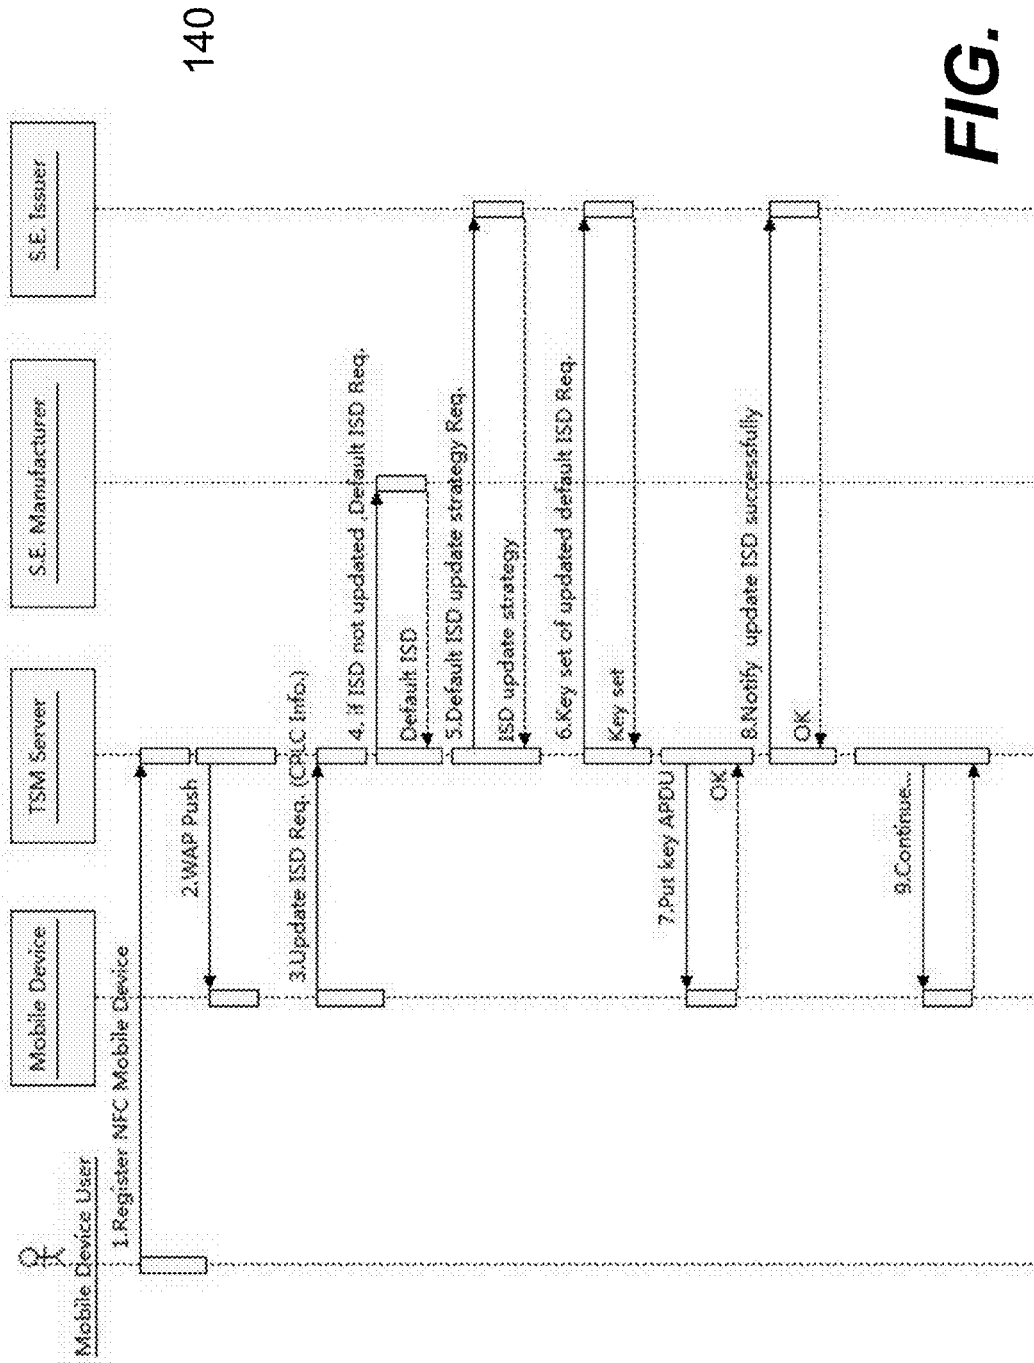 Mobile Device User
Mobile Device
TSM Server
S.E. Manufacturer
S.E. Issuer
140
1.Register NFC Mobile Device
2.WAP Push
3.Update ISD Req. (CPLC Info.)
4. if ISD not updated ,Default ISD Req.
Default ISD
5.Default ISD update strategy Req.
ISD update strategy
6.Key set of updated default ISD Req.
Key set
7.Put key APDU
OK
8.Notify update ISD successfully
OK
9.Continue...
FIG.